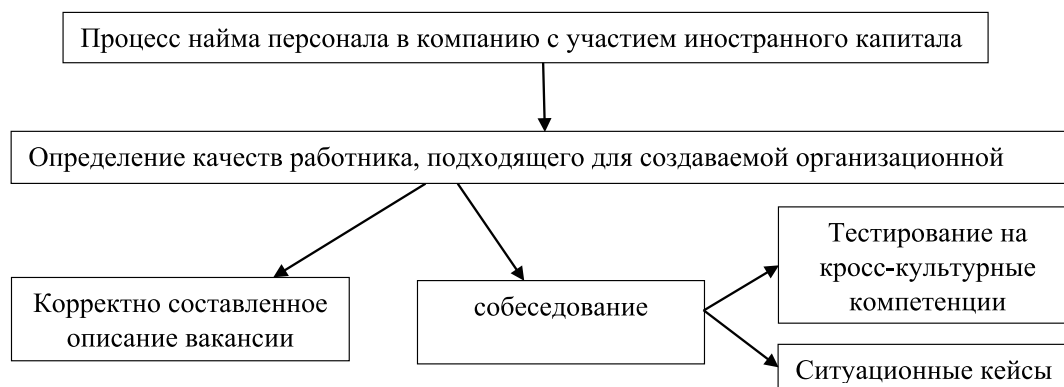 Процесс найма персонала в компанию с участием иностранного капитала
Определение качеств работника, подходящего для создаваемой организационной
Корректно составленное
описание вакансии
собеседование
Тестирование на
кросс-культурные
компетенции
Ситуационные кейсы